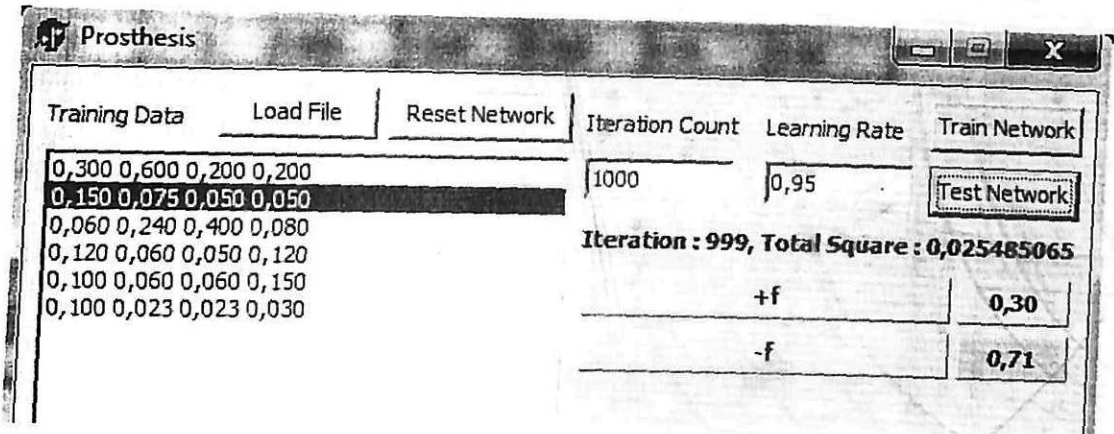 Prosthesis
Training Data Load File Reset Network Iteration Count Learning Rate Train Network
0,300 0,600 0,200 0,200
0,150 0,075 0,050 0,050
0,060 0,240 0,400 0,080
0,120 0,060 0,050 0,120
0,100 0,060 0,060 0,150
0,100 0,023 0,023 0,030
1000 0,95 Test Network
Iteration : 999, Total Square : 0,025485065
+f 0,30
-f 0,71